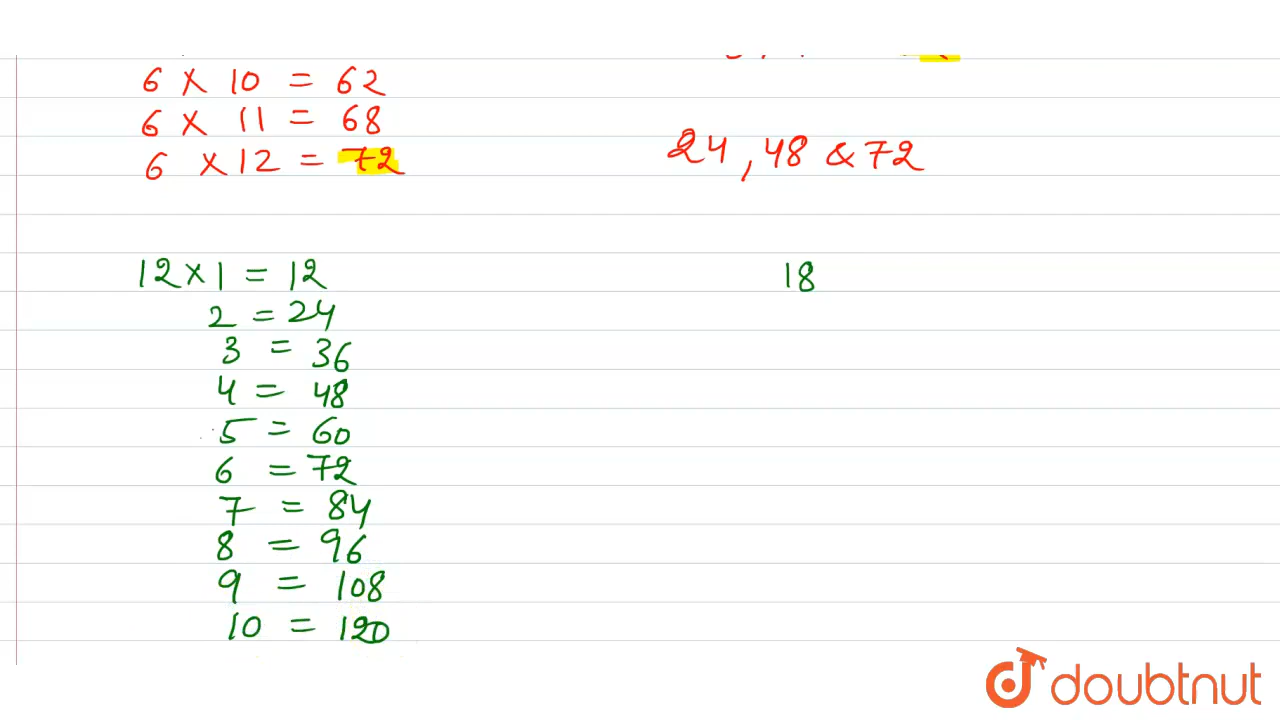 6 × 10 = 62
6 × 11 = 68
6 × 12 = 72
24, 48 & 72
12 × 1 = 12
18
2 = 24
3 = 36
4 = 48
5 = 60
6 = 72
7 = 84
8 = 96
9 = 108
10 = 120
doubtnut